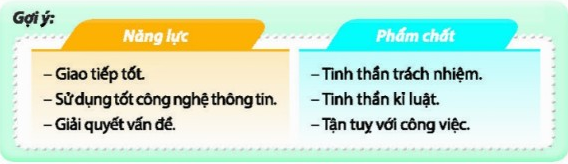 Gợi ý:
Năng lực
– Giao tiếp tốt.
– Sử dụng tốt công nghệ thông tin.
– Giải quyết vấn đề.
Phẩm chất
– Tinh thần trách nhiệm.
– Tinh thần kỉ luật.
– Tận tuỵ với công việc.